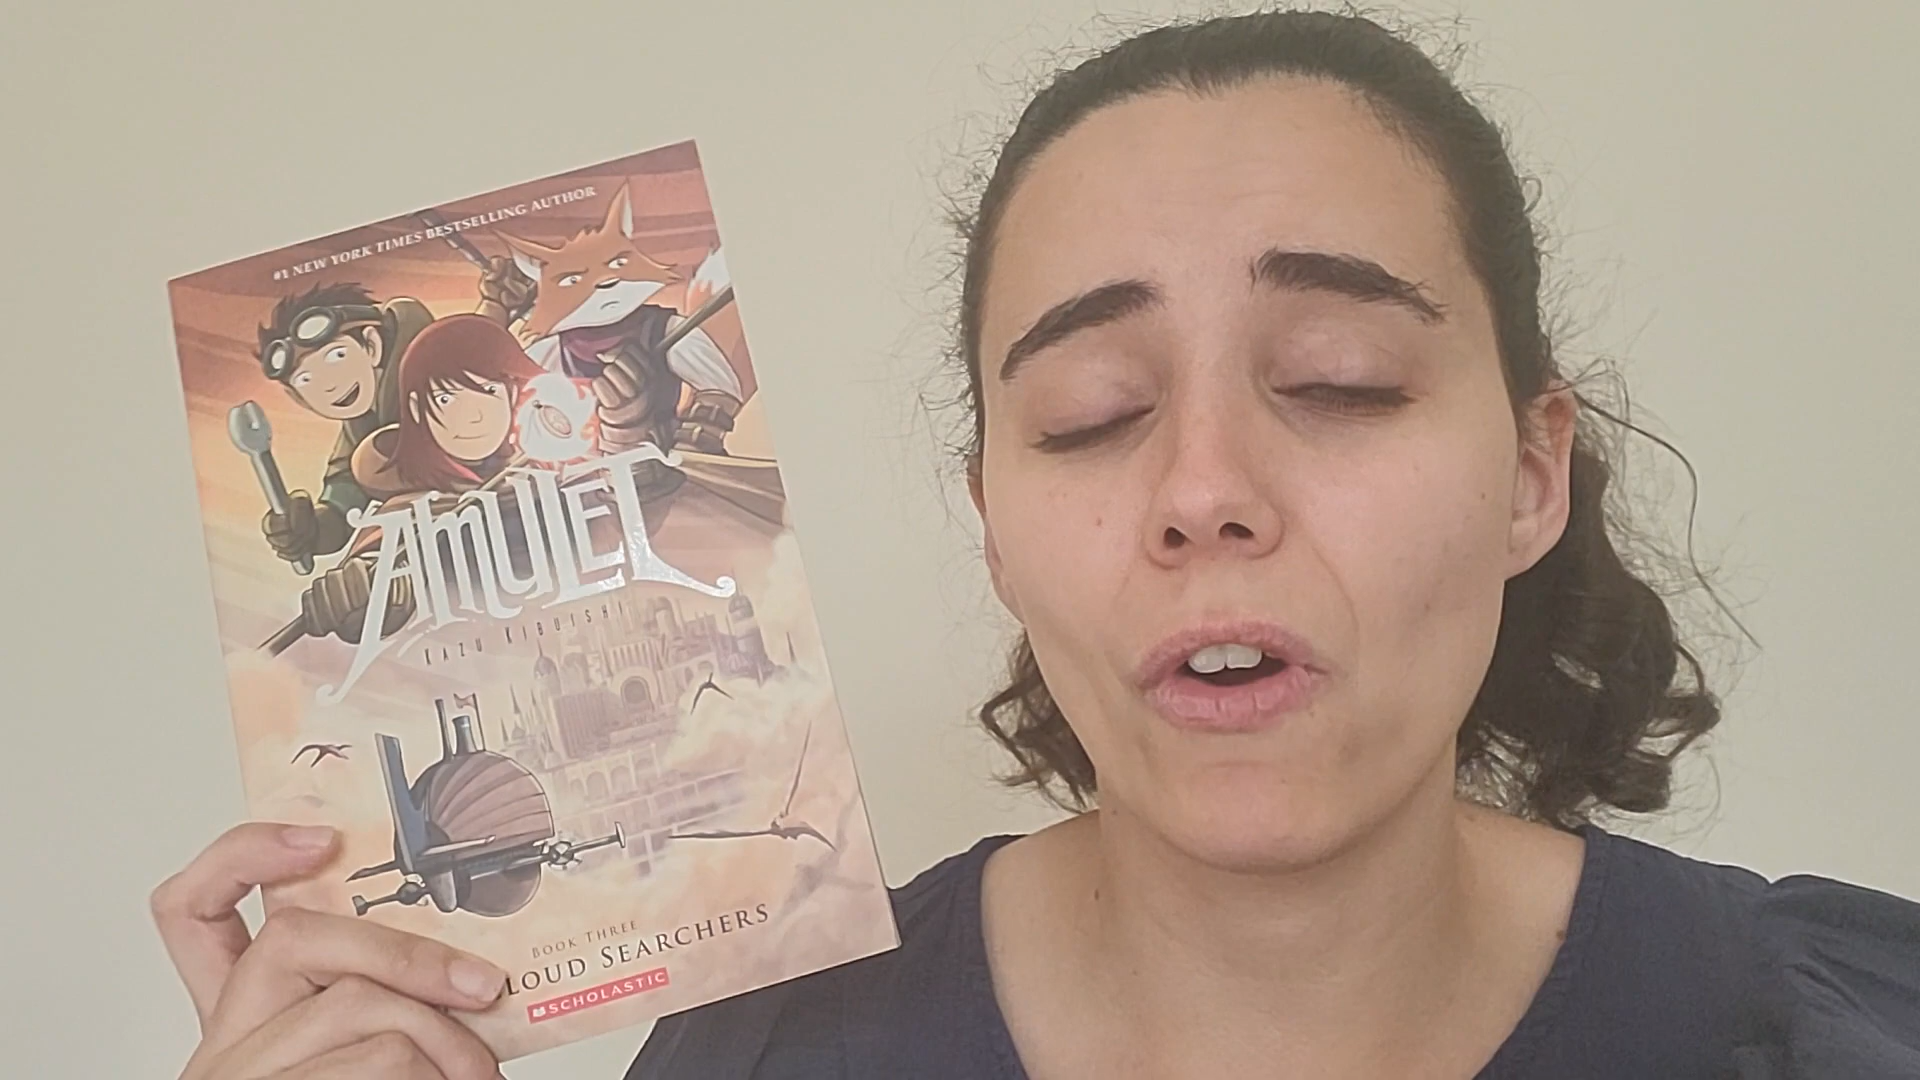 #1 NEW YORK TIMES BESTSELLING AUTHOR
AMULET
KAZU KIBUISHI
BOOK THREE
LOUD SEARCHERS
SCHOLASTIC